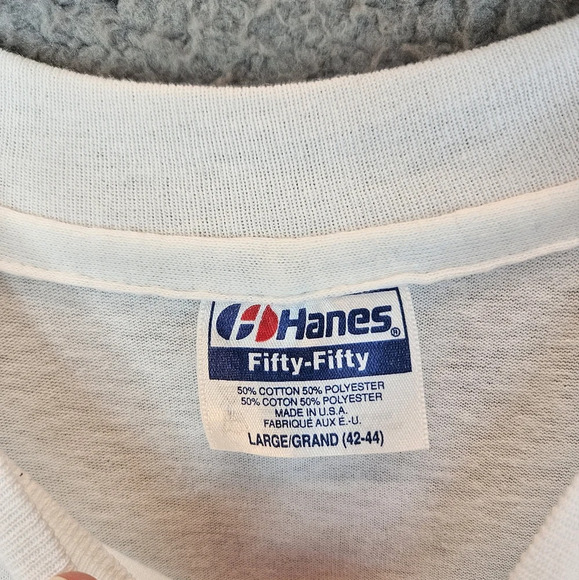 Hanes®
Fifty-Fifty
50% COTTON 50% POLYESTER
50% COTON 50% POLYESTER
MADE IN U.S.A.
FABRIQUÉ AUX É.-U.
LARGE/GRAND (42-44)